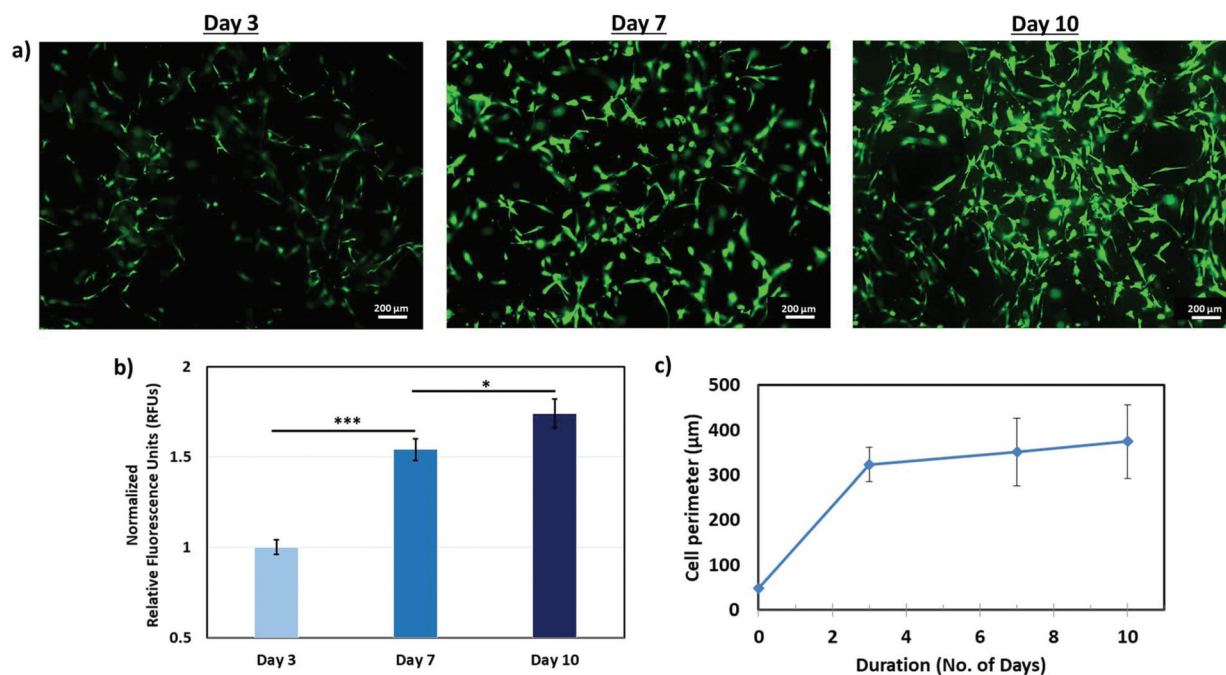 Day 3 Day 7 Day 10
a)
200 µm 200 µm 200 µm
b)
Normalized
Relative Fluorescence Units (RFUs)
2
1.5
1
0.5
***
*
Day 3 Day 7 Day 10
c)
Cell perimeter (µm)
500
400
300
200
100
0
0 2 4 6 8 10
Duration (No. of Days)